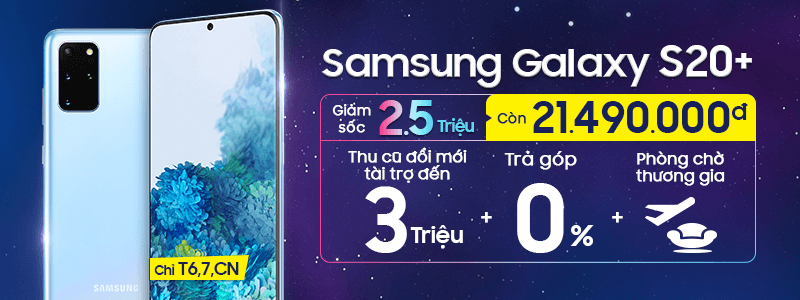 Samsung Galaxy S20+
Giảm sốc 2.5 Triệu
Còn 21.490.000đ
Thu cũ đổi mới
tài trợ đến
3 Triệu
+
Trả góp
0%
+
Phòng chờ
thương gia
Chỉ T6,7,CN
SAMSUNG